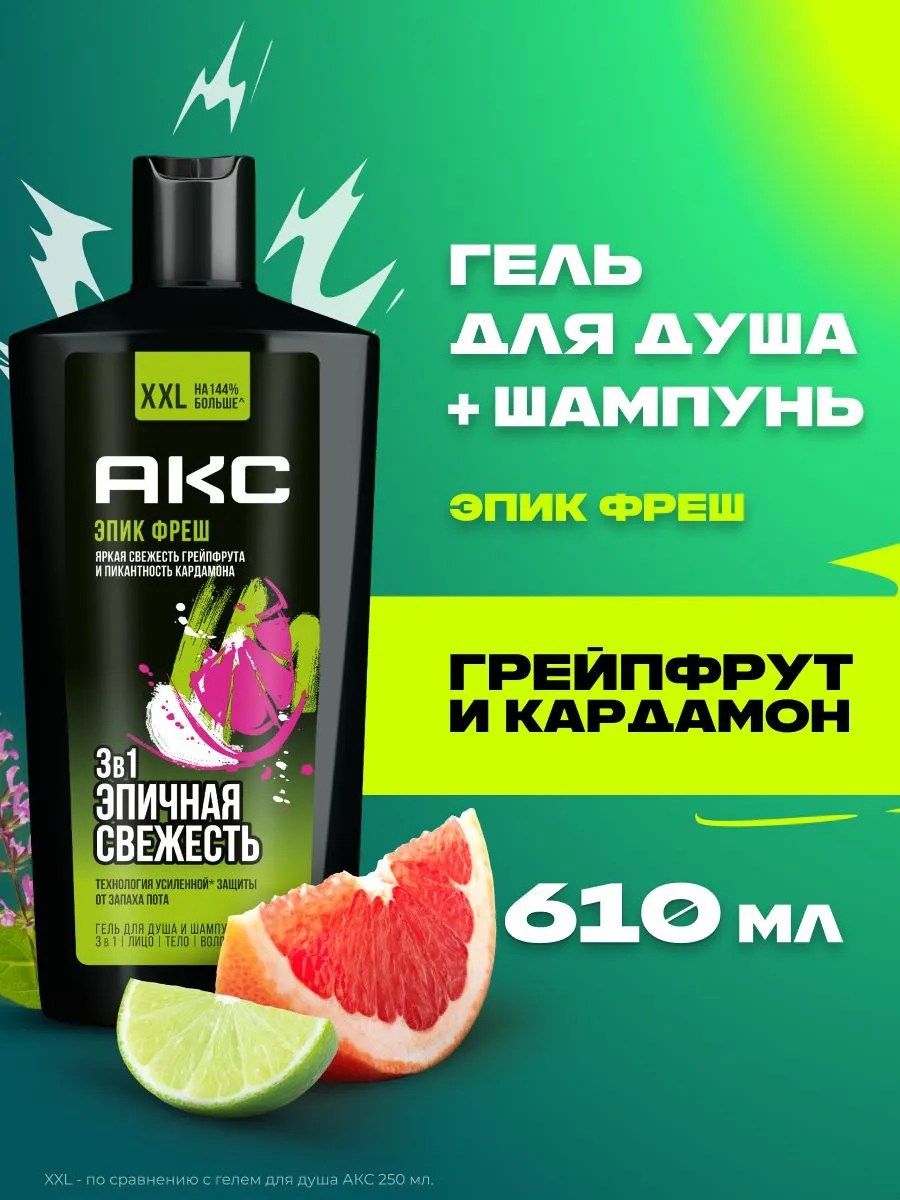 ГЕЛЬ
ДЛЯ ДУША
+ ШАМПУНЬ
ЭПИК ФРЕШ
ГРЕЙПФРУТ
И КАРДАМОН
610 мл
XXL НА 144%
БОЛЬШЕ^
АКС
ЭПИК ФРЕШ
ЯРКАЯ СВЕЖЕСТЬ ГРЕЙПФРУТА
И ПИКАНТНОСТЬ КАРДАМОНА
3в1
ЭПИЧНАЯ
СВЕЖЕСТЬ
ТЕХНОЛОГИЯ УСИЛЕННОЙ* ЗАЩИТЫ
ОТ ЗАПАХА ПОТА
ГЕЛЬ ДЛЯ ДУША И ШАМПУ
3 в 1 | ЛИЦО | ТЕЛО | ВОЛО
XXL - по сравнению с гелем для душа АКС 250 мл.